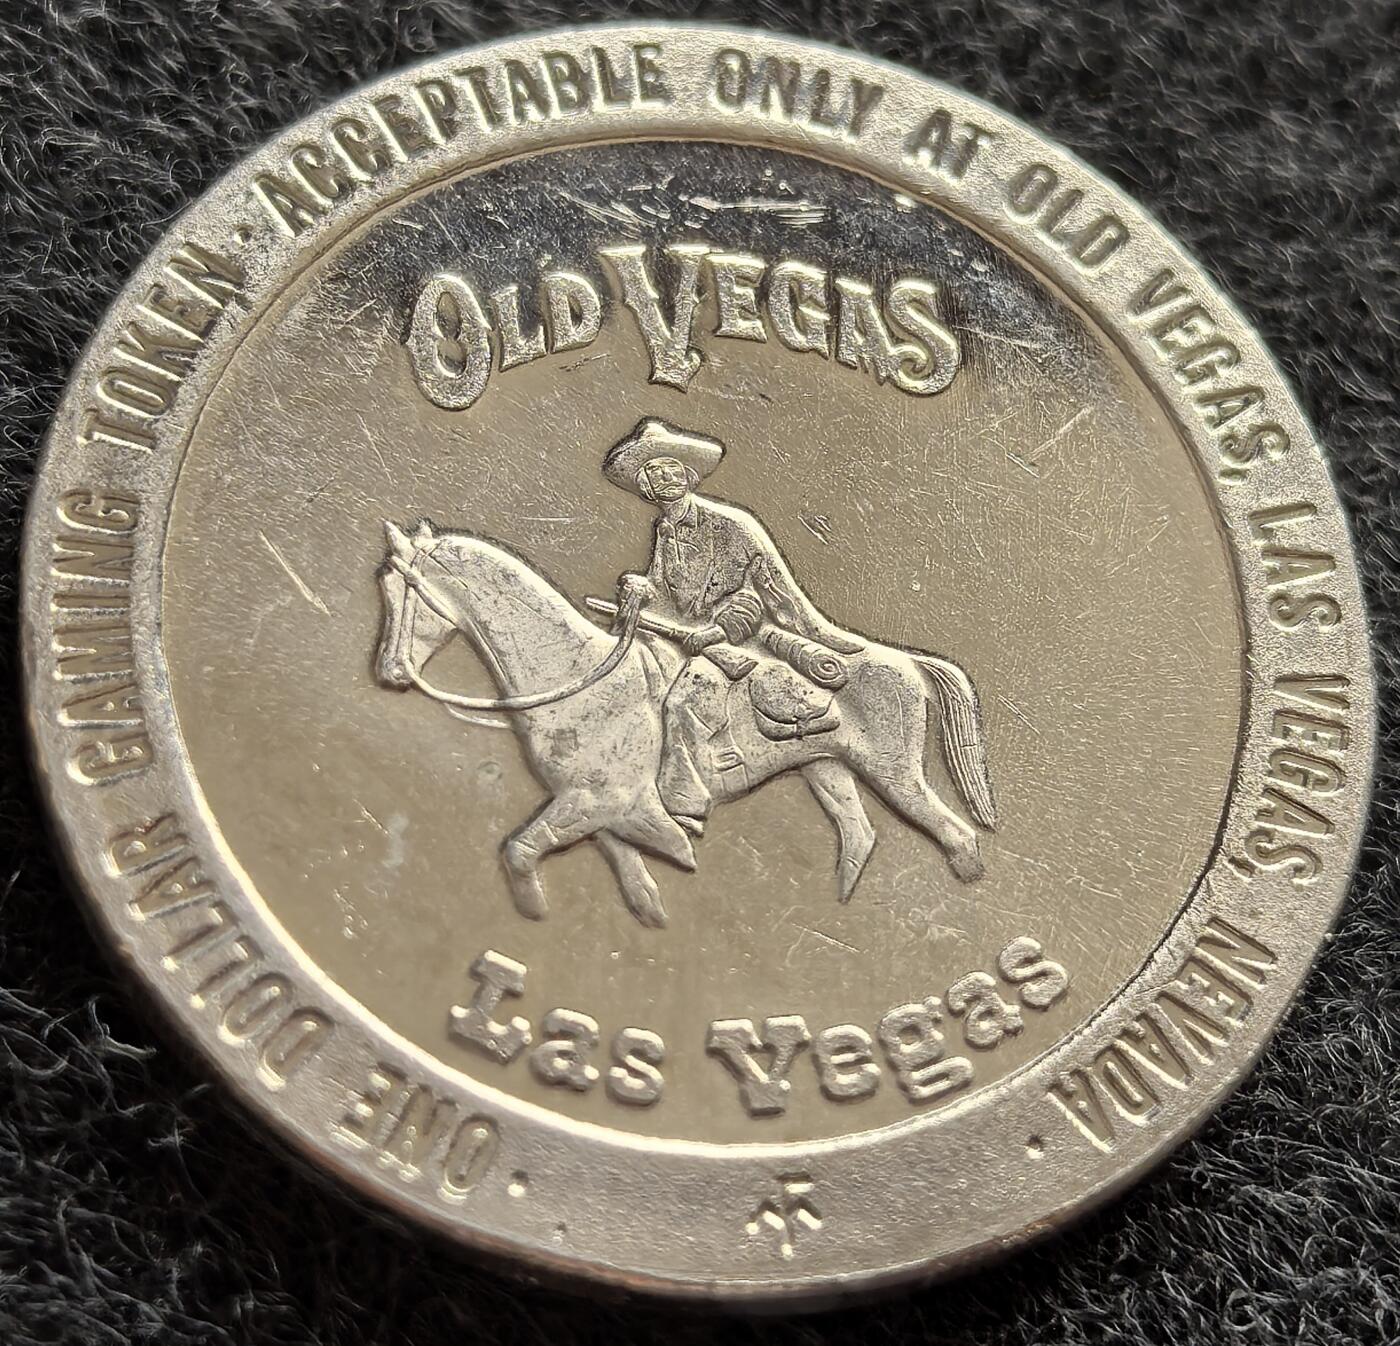 ONE DOLLAR GAMING TOKEN · ACCEPTABLE ONLY AT OLD VEGAS, LAS VEGAS, NEVADA ·
OLD VEGAS
Las Vegas